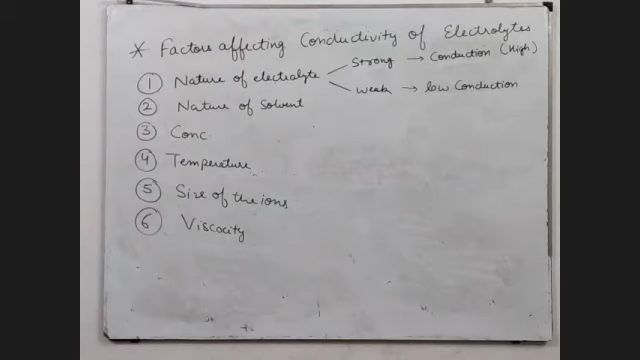 * Factors affecting Conductivity of Electrolytes
① Nature of electrolyte — Strong → Conduction (High)
— Weak → low Conduction
② Nature of Solvent
③ Conc
④ Temperature
⑤ Size of the ions
⑥ Viscocity